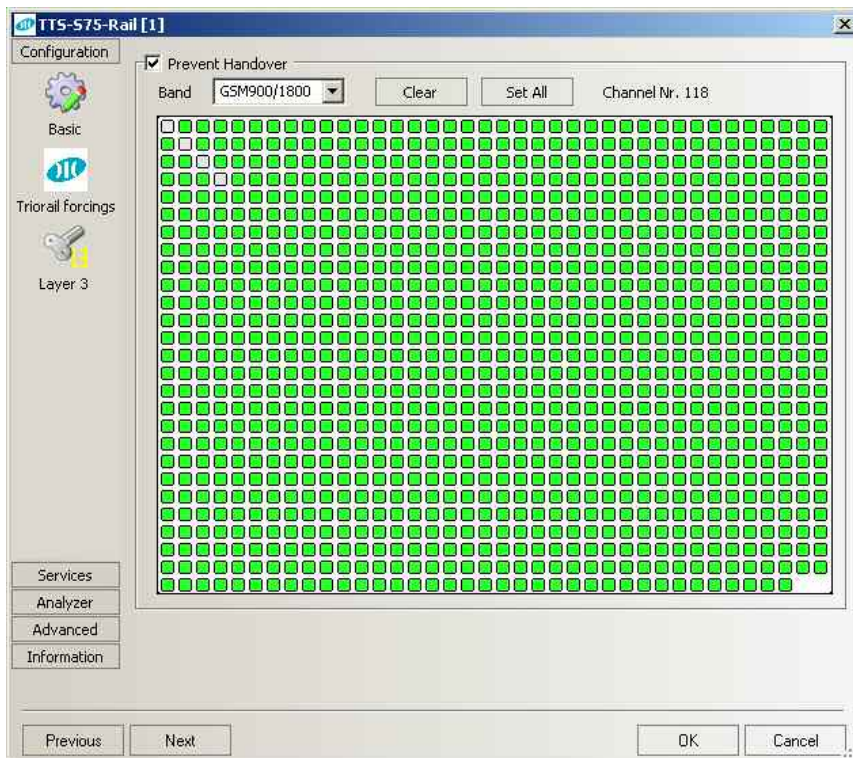 TTS-S75-Rail [1]
Configuration
Basic
Triorail forcings
Layer 3
Services
Analyzer
Advanced
Information
Prevent Handover
Band GSM900/1800 Clear Set All Channel Nr. 118
Previous Next OK Cancel